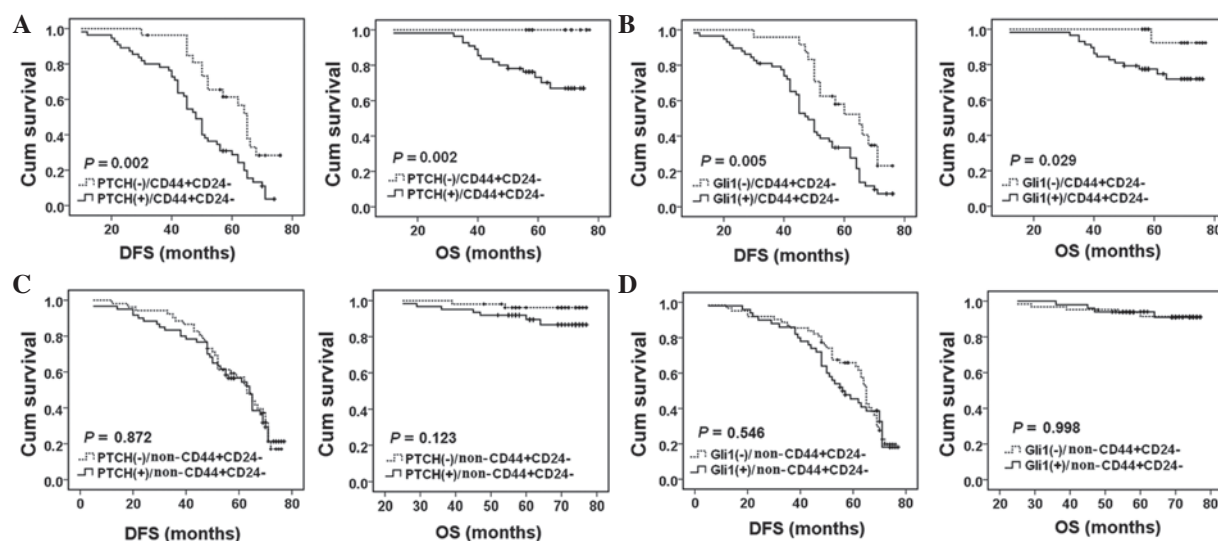 A
B
Cum survival
1.0
0.8
0.6
0.4
0.2
0.0
P = 0.002
PTCH(-)/CD44+CD24-
PTCH(+)/CD44+CD24-
0 20 40 60 80
DFS (months)
Cum survival
1.0
0.8
0.6
0.4
0.2
0.0
P = 0.002
PTCH(-)/CD44+CD24-
PTCH(+)/CD44+CD24-
0 20 40 60 80
OS (months)
Cum survival
1.0
0.8
0.6
0.4
0.2
0.0
P = 0.005
Gli1(-)/CD44+CD24-
Gli1(+)/CD44+CD24-
0 20 40 60 80
DFS (months)
Cum survival
1.0
0.8
0.6
0.4
0.2
0.0
P = 0.029
Gli1(-)/CD44+CD24-
Gli1(+)/CD44+CD24-
0 20 40 60 80
OS (months)
C
D
Cum survival
1.0
0.8
0.6
0.4
0.2
P = 0.872
PTCH(-)/non-CD44+CD24-
PTCH(+)/non-CD44+CD24-
0 20 40 60 80
DFS (months)
Cum survival
1.0
0.8
0.6
0.4
0.2
0.0
P = 0.123
PTCH(-)/non-CD44+CD24-
PTCH(+)/non-CD44+CD24-
20 30 40 50 60 70 80
OS (months)
Cum survival
1.0
0.8
0.6
0.4
0.2
0.0
P = 0.546
Gli1(-)/non-CD44+CD24-
Gli1(+)/non-CD44+CD24-
0 20 40 60 80
DFS (months)
Cum survival
1.0
0.8
0.6
0.4
0.2
0.0
P = 0.998
Gli1(-)/non-CD44+CD24-
Gli1(+)/non-CD44+CD24-
20 30 40 50 60 70 80
OS (months)